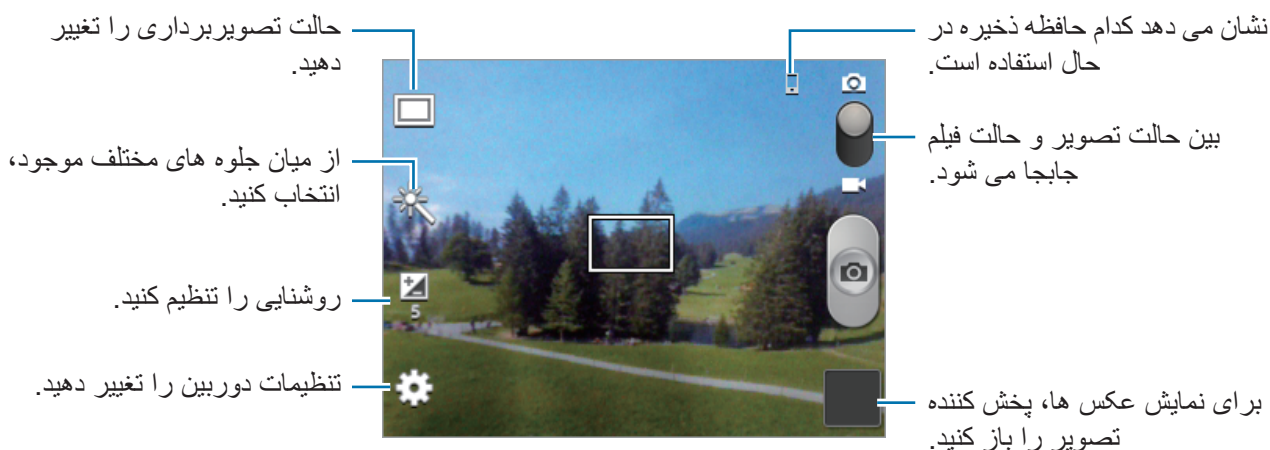 نشان می دهد کدام حافظه ذخیره در
حال استفاده است.
بین حالت تصویر و حالت فیلم
جابجا می شود.
برای نمایش عکس ها، پخش کننده
تصویر را باز کنید.
حالت تصویربرداری را تغییر
دهید.
از میان جلوه های مختلف موجود،
انتخاب کنید.
روشنایی را تنظیم کنید.
5
تنظیمات دوربین را تغییر دهید.